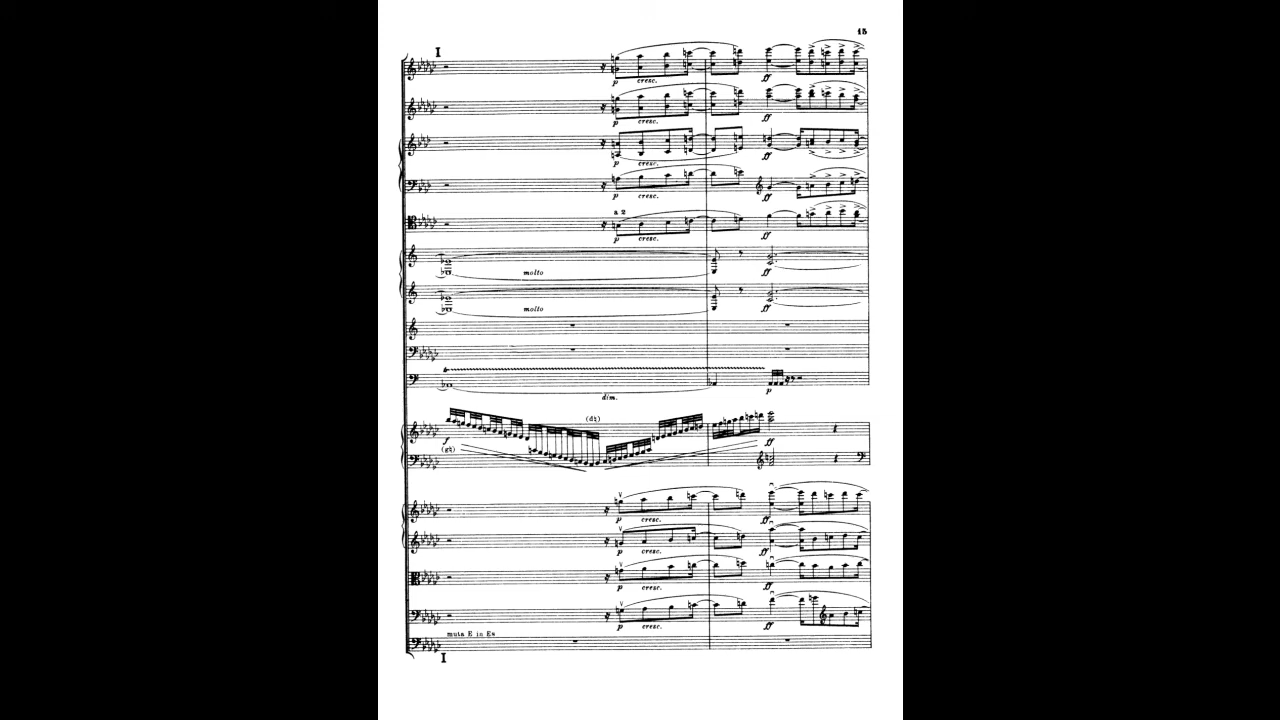 15
I
p cresc.
ff
p cresc.
ff
p cresc.
ff
p cresc.
ff
a 2
p cresc.
ff
molto
ff
molto
ff
dim.
p
(d♮)
f
(g♮)
ff
p cresc.
ff
p cresc.
ff
p cresc.
ff
p cresc.
ff
muta E in Es
I